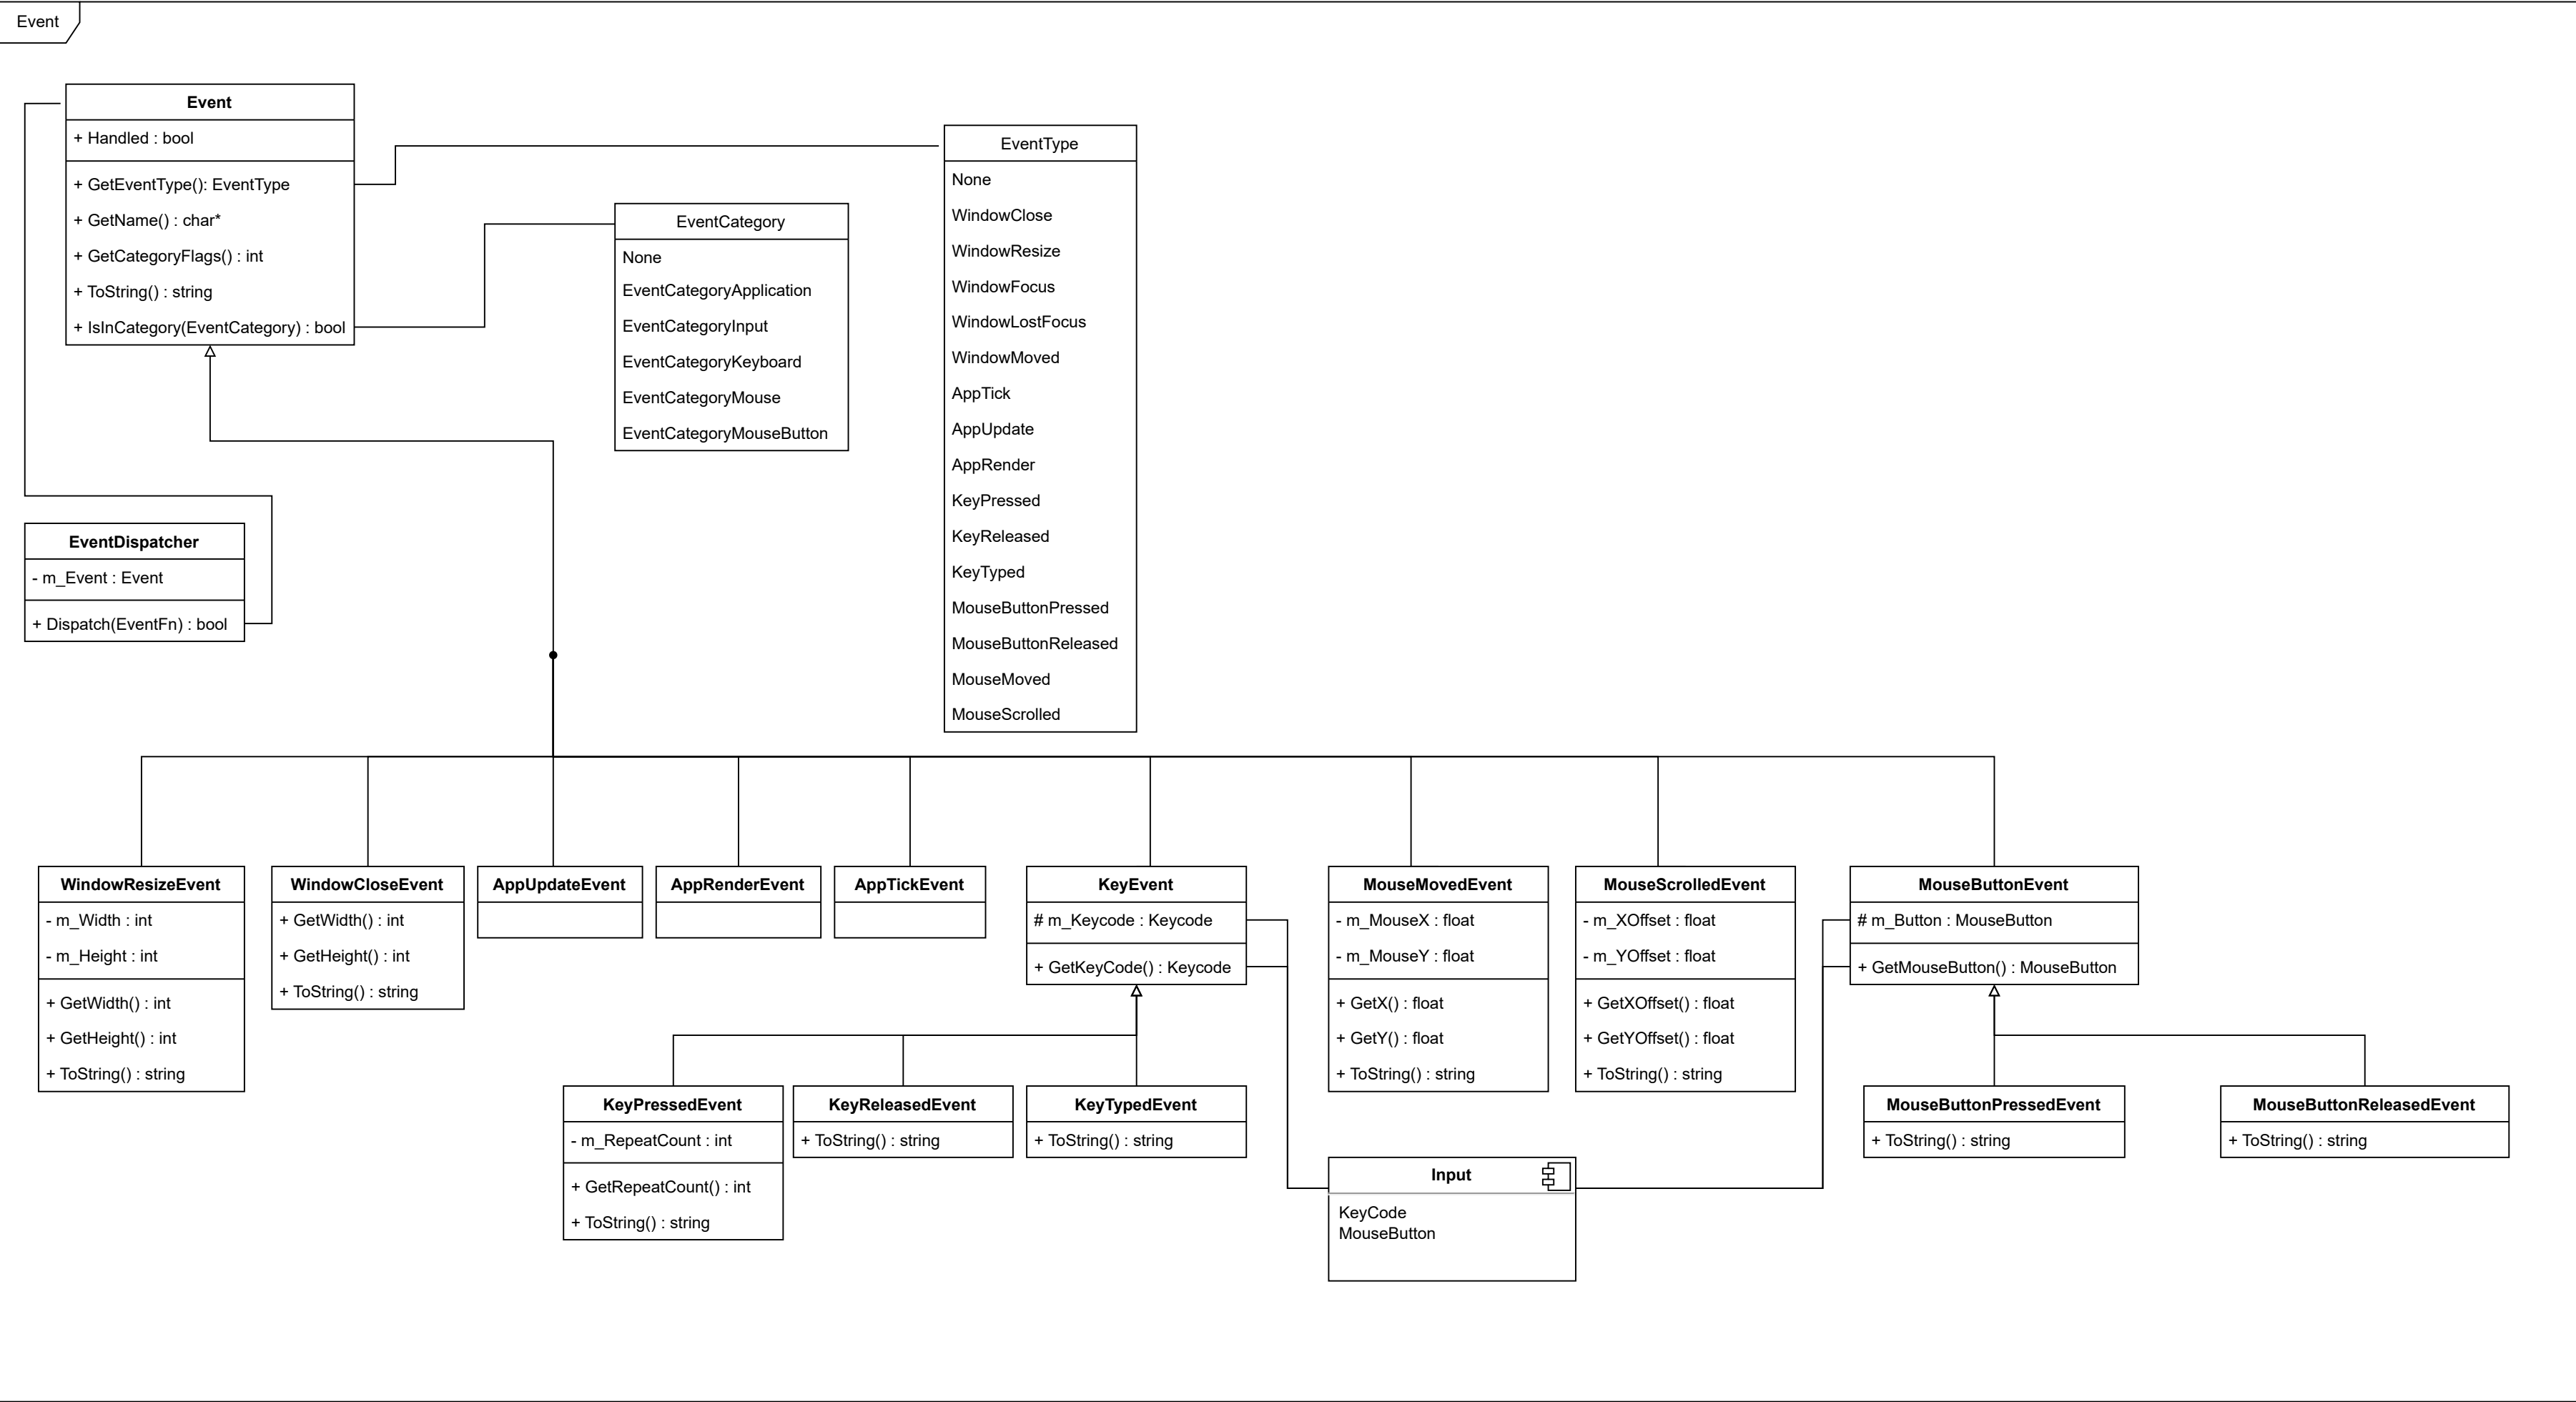 Event
Event
+ Handled : bool
+ GetEventType(): EventType
+ GetName() : char*
+ GetCategoryFlags() : int
+ ToString() : string
+ IsInCategory(EventCategory) : bool
EventCategory
None
EventCategoryApplication
EventCategoryInput
EventCategoryKeyboard
EventCategoryMouse
EventCategoryMouseButton
EventType
None
WindowClose
WindowResize
WindowFocus
WindowLostFocus
WindowMoved
AppTick
AppUpdate
AppRender
KeyPressed
KeyReleased
KeyTyped
MouseButtonPressed
MouseButtonReleased
MouseMoved
MouseScrolled
EventDispatcher
- m_Event : Event
+ Dispatch(EventFn) : bool
WindowResizeEvent
- m_Width : int
- m_Height : int
+ GetWidth() : int
+ GetHeight() : int
+ ToString() : string
WindowCloseEvent
+ GetWidth() : int
+ GetHeight() : int
+ ToString() : string
AppUpdateEvent
AppRenderEvent
AppTickEvent
KeyEvent
# m_Keycode : Keycode
+ GetKeyCode() : Keycode
MouseMovedEvent
- m_MouseX : float
- m_MouseY : float
+ GetX() : float
+ GetY() : float
+ ToString() : string
MouseScrolledEvent
- m_XOffset : float
- m_YOffset : float
+ GetXOffset() : float
+ GetYOffset() : float
+ ToString() : string
MouseButtonEvent
# m_Button : MouseButton
+ GetMouseButton() : MouseButton
KeyPressedEvent
- m_RepeatCount : int
+ GetRepeatCount() : int
+ ToString() : string
KeyReleasedEvent
+ ToString() : string
KeyTypedEvent
+ ToString() : string
Input
KeyCode
MouseButton
MouseButtonPressedEvent
+ ToString() : string
MouseButtonReleasedEvent
+ ToString() : string